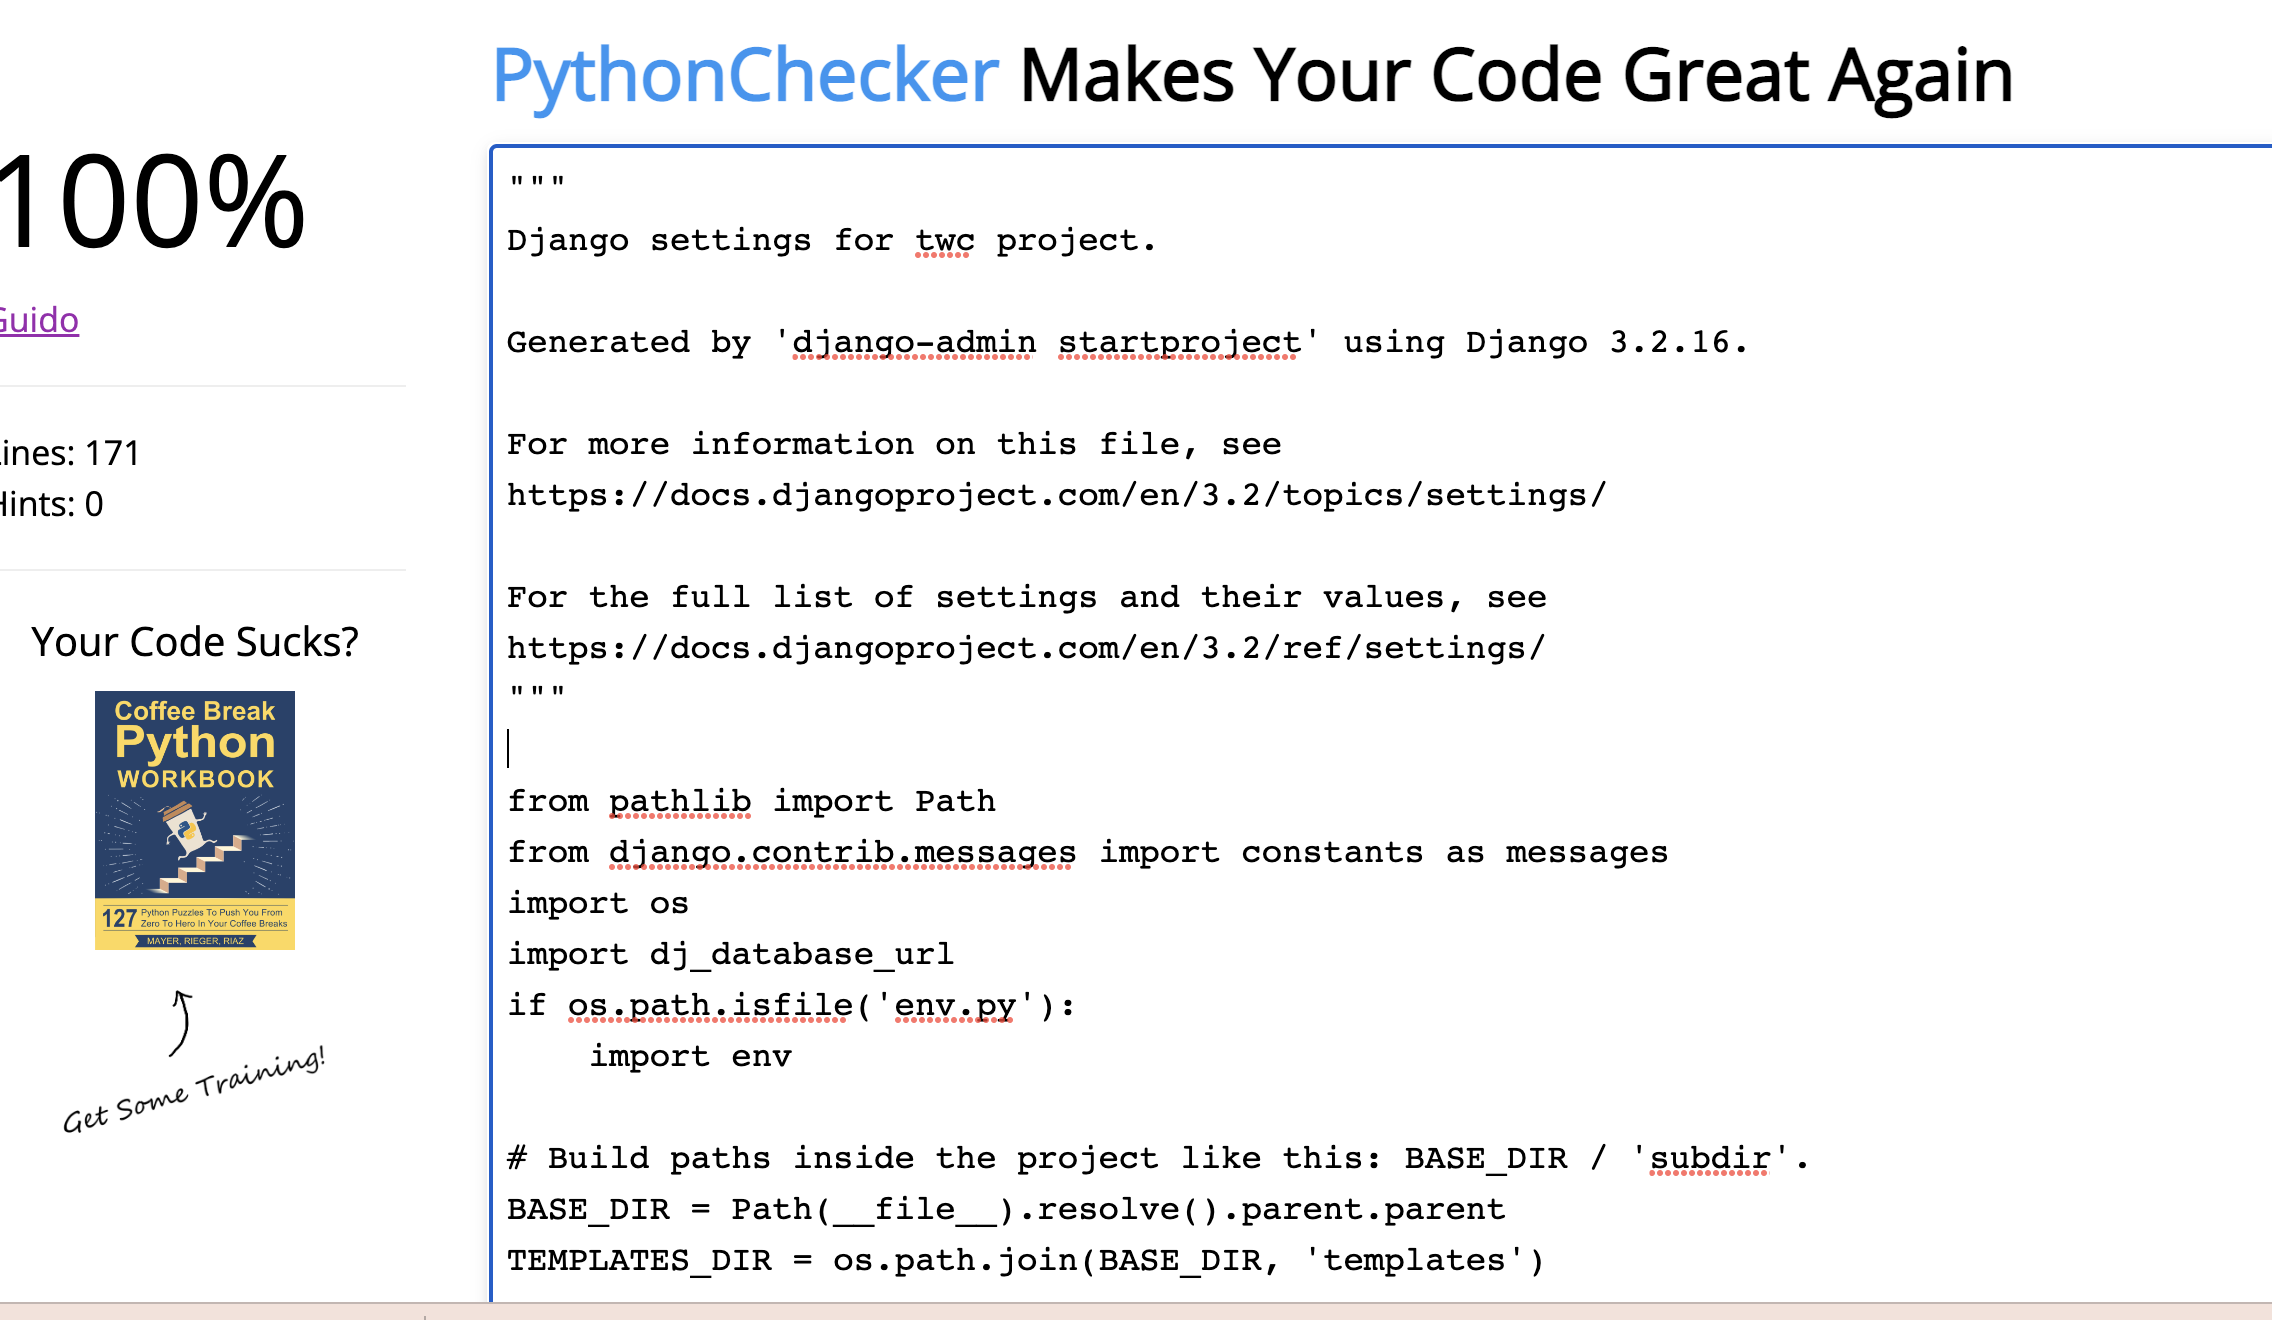 PythonChecker Makes Your Code Great Again
100%
Guido
Lines: 171
Hints: 0
Your Code Sucks?
Coffee Break
Python
WORKBOOK
127 Python Puzzles To Push You From
Zero To Hero In Your Coffee Breaks
MAYER, RIEGER, RIAZ
Get Some Training!
"""
Django settings for twc project.
Generated by 'django-admin startproject' using Django 3.2.16.
For more information on this file, see
https://docs.djangoproject.com/en/3.2/topics/settings/
For the full list of settings and their values, see
https://docs.djangoproject.com/en/3.2/ref/settings/
"""
from pathlib import Path
from django.contrib.messages import constants as messages
import os
import dj_database_url
if os.path.isfile('env.py'):
    import env
# Build paths inside the project like this: BASE_DIR / 'subdir'.
BASE_DIR = Path(__file__).resolve().parent.parent
TEMPLATES_DIR = os.path.join(BASE_DIR, 'templates')